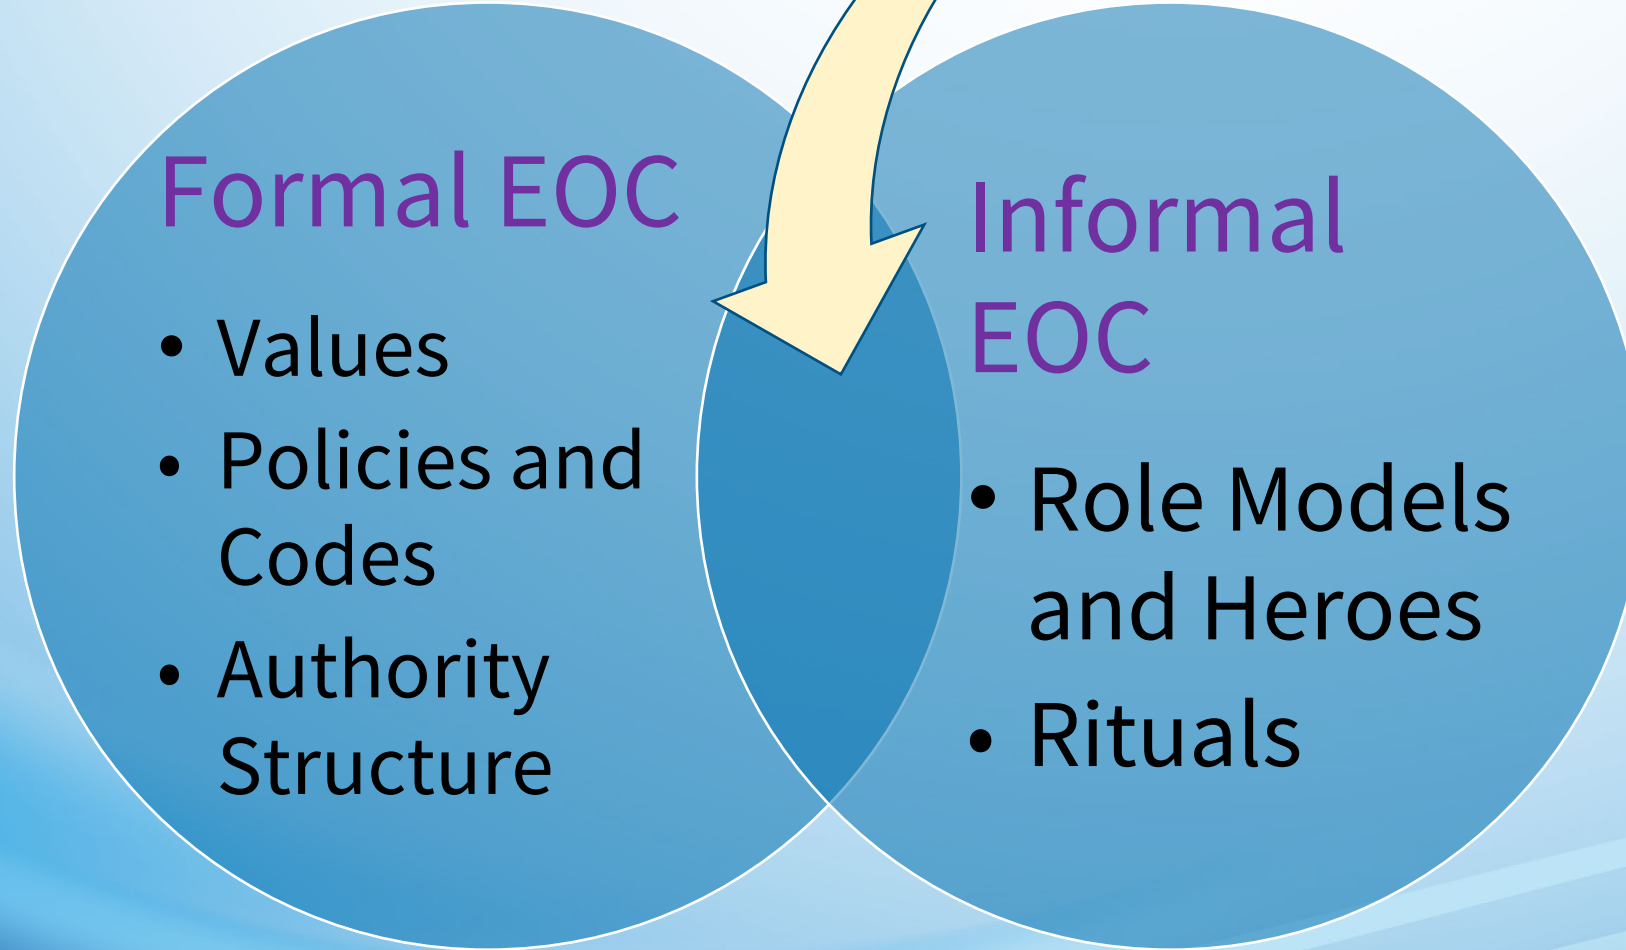 Formal EOC
• Values
• Policies and
Codes
• Authority
Structure
Informal
EOC
• Role Models
and Heroes
• Rituals